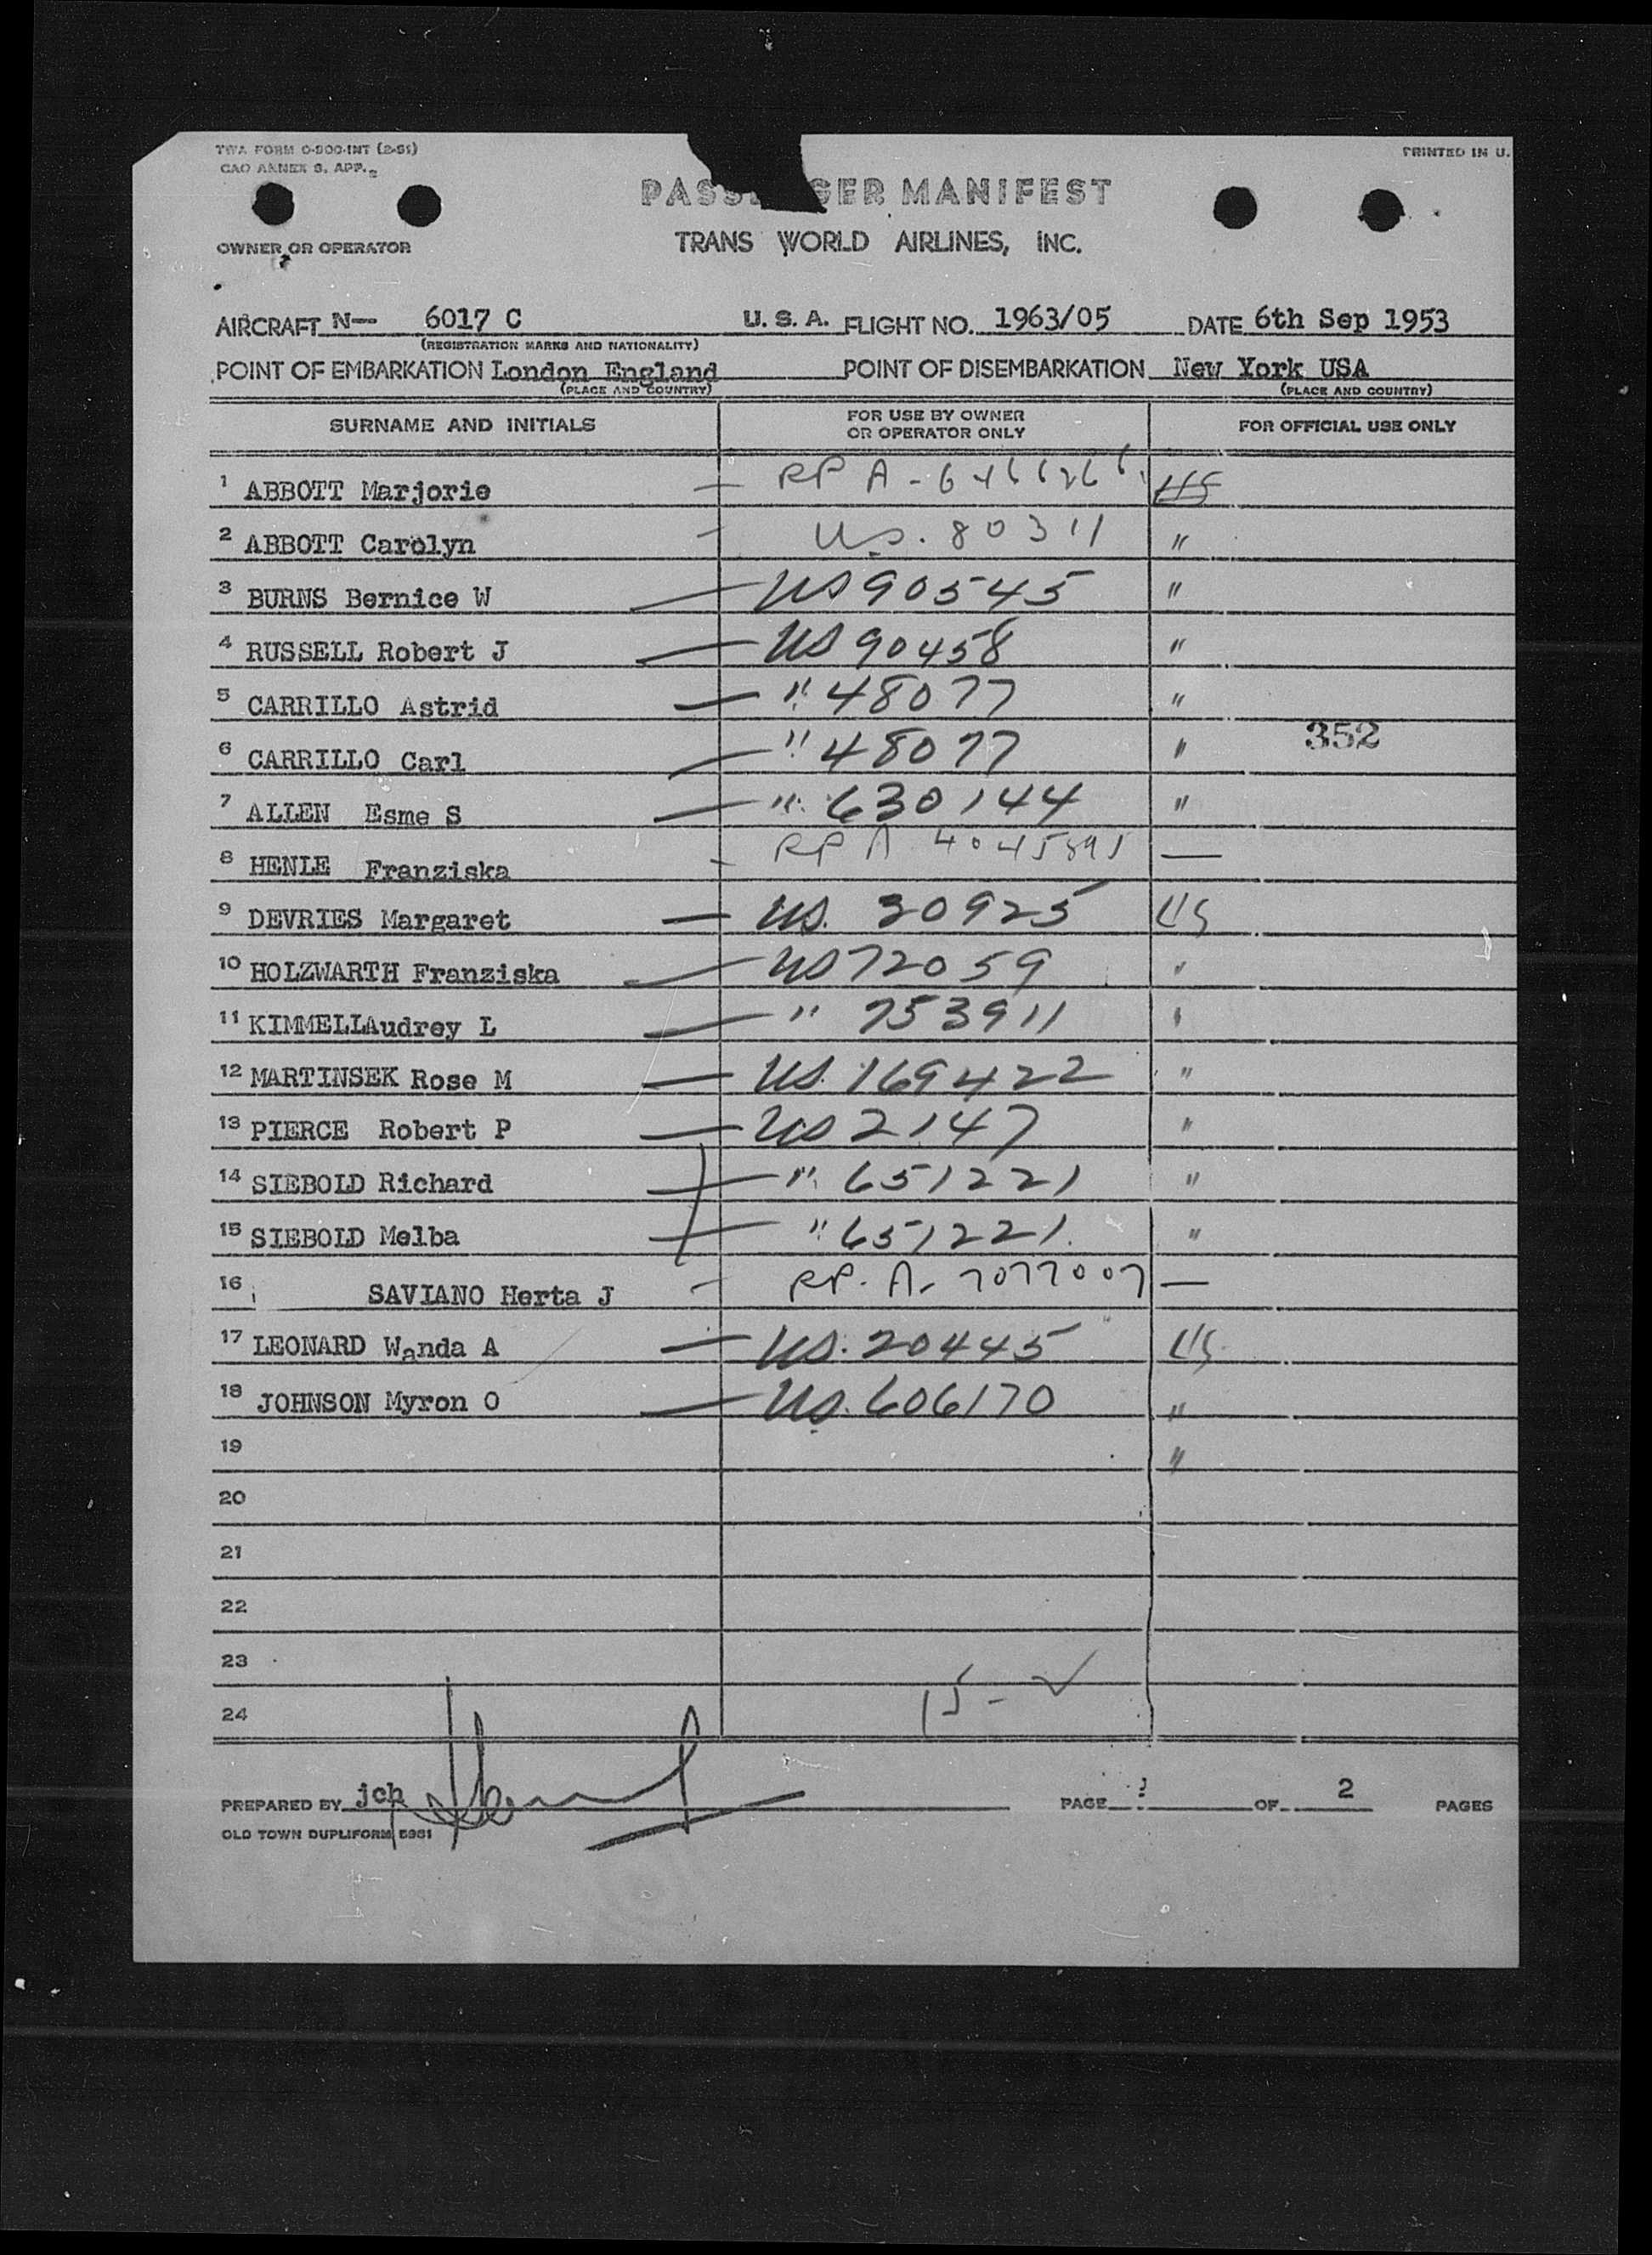 TWA FORM O-900-INT (2-51)
PRINTED IN U.
CAO ANNEX 9, APP. 2
MANIFEST
OWNER OR OPERATOR
TRANS WORLD AIRLINES, INC.
AIRCRAFT N— 6017 C U. S. A. FLIGHT NO. 1963/05 DATE 6th Sep 1953
(REGISTRATION MARKS AND NATIONALITY)
POINT OF EMBARKATION London England POINT OF DISEMBARKATION New York USA
(PLACE AND COUNTRY) (PLACE AND COUNTRY)
SURNAME AND INITIALS FOR USE BY OWNER OR OPERATOR ONLY FOR OFFICIAL USE ONLY
1 ABBOTT Marjorie — RP A- US
2 ABBOTT Carolyn — US. 80311 "
3 BURNS Bernice W — US 90545 "
4 RUSSELL Robert J — US 90458 "
5 CARRILLO Astrid — " 48077 "
352
6 CARRILLO Carl — " 48077 "
7 ALLEN Esme S — " 630144 "
8 HENLE Franziska — RP A —
9 DEVRIES Margaret — US. 30925 US
10 HOLZWARTH Franziska — US 72059 "
11 KIMMELLAudrey L — " 753911 "
12 MARTINSEK Rose M — US. 169422 "
13 PIERCE Robert P — US 2147 "
14 SIEBOLD Richard — " 651221 "
15 SIEBOLD Melba — " 651221. "
16 SAVIANO Herta J — RP. A- 7077007 —
17 LEONARD Wanda A — US. 20445 US
18 JOHNSON Myron O — US. 606170 "
19 "
20
21
22
23
24 15 - ✓
PREPARED BY jch PAGE OF 2 PAGES
OLD TOWN DUPLIFORM 5981